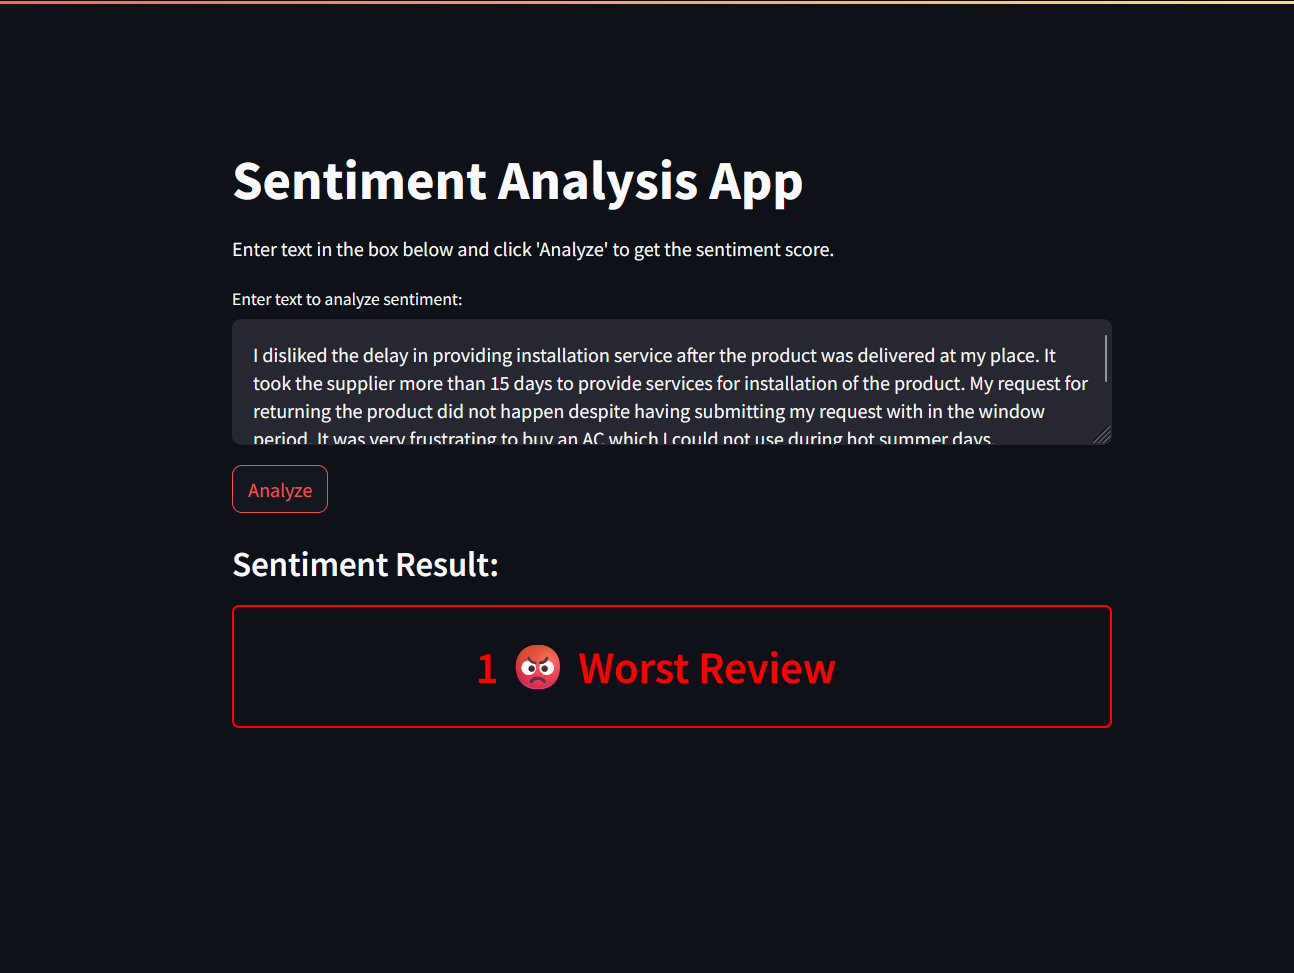 Sentiment Analysis App
Enter text in the box below and click 'Analyze' to get the sentiment score.
Enter text to analyze sentiment:
I disliked the delay in providing installation service after the product was delivered at my place. It
took the supplier more than 15 days to provide services for installation of the product. My request for
returning the product did not happen despite having submitting my request with in the window
period. It was very frustrating to buy an AC which I could not use during hot summer days.
Analyze
Sentiment Result:
1 😡 Worst Review